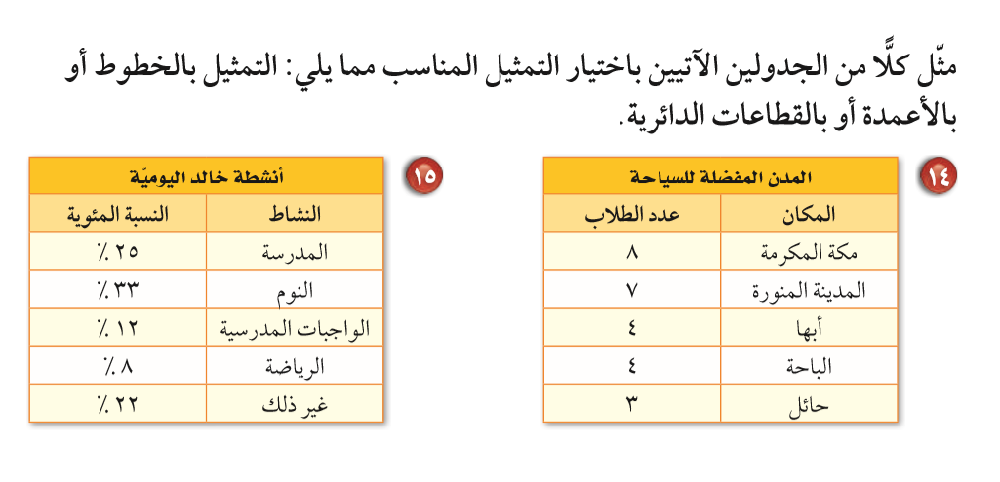 مثّل كلًّا من الجدولين الآتيين باختيار التمثيل المناسب مما يلي: التمثيل بالخطوط أو
بالأعمدة أو بالقطاعات الدائرية.
١٤
المدن المفضلة للسياحة
المكان عدد الطلاب
مكة المكرمة ٨
المدينة المنورة ٧
أبها ٤
الباحة ٤
حائل ٣
١٥
أنشطة خالد اليوميّة
النشاط النسبة المئوية
المدرسة ٢٥ ٪
النوم ٣٣ ٪
الواجبات المدرسية ١٢ ٪
الرياضة ٨ ٪
غير ذلك ٢٢ ٪